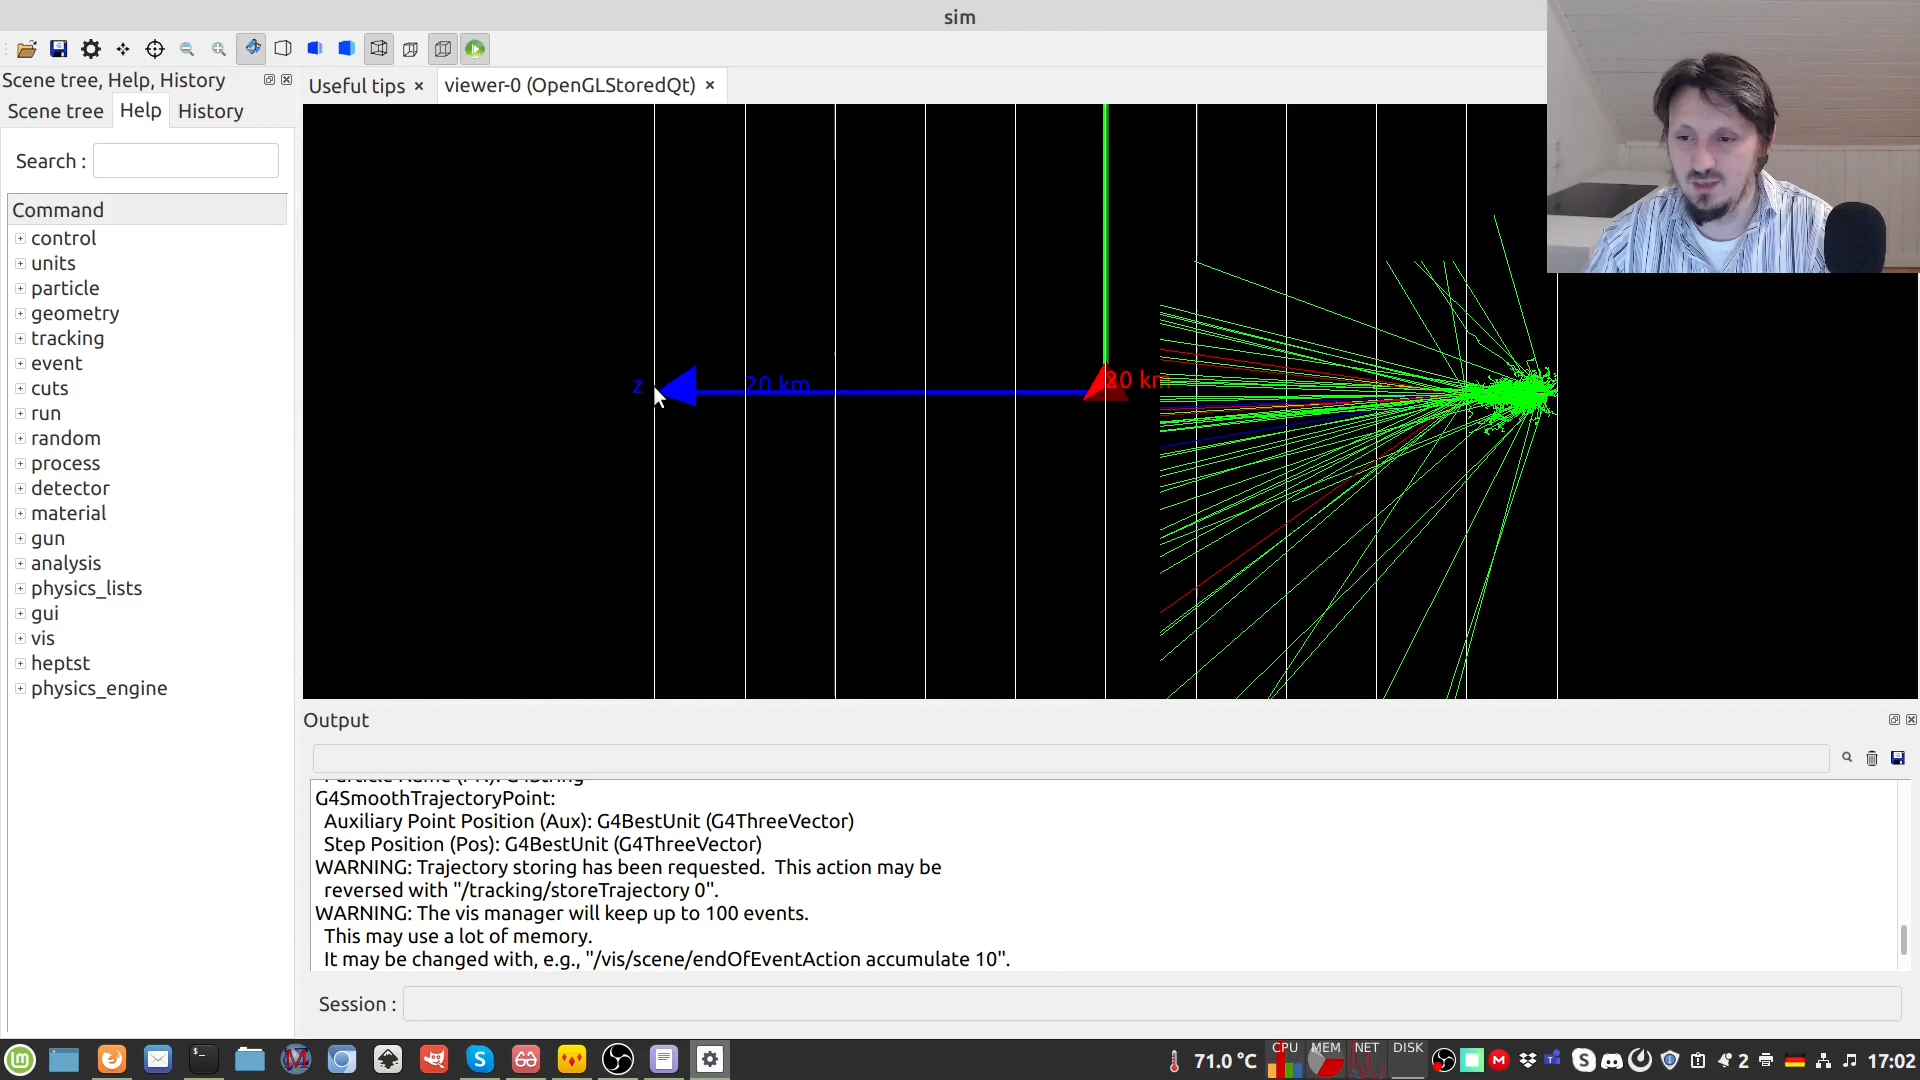 sim
Scene tree, Help, History
Useful tips
viewer-0 (OpenGLStoredQt)
Scene tree
Help
History
Search :
Command
control
units
particle
geometry
tracking
event
cuts
run
random
process
detector
material
gun
analysis
physics_lists
gui
vis
heptst
physics_engine
z
20 km
20 km
Output
G4SmoothTrajectoryPoint:
Auxiliary Point Position (Aux): G4BestUnit (G4ThreeVector)
Step Position (Pos): G4BestUnit (G4ThreeVector)
WARNING: Trajectory storing has been requested.  This action may be
reversed with "/tracking/storeTrajectory 0".
WARNING: The vis manager will keep up to 100 events.
This may use a lot of memory.
It may be changed with, e.g., "/vis/scene/endOfEventAction accumulate 10".
Session :
71.0 °C
CPU
MEM
NET
DISK
2
17:02